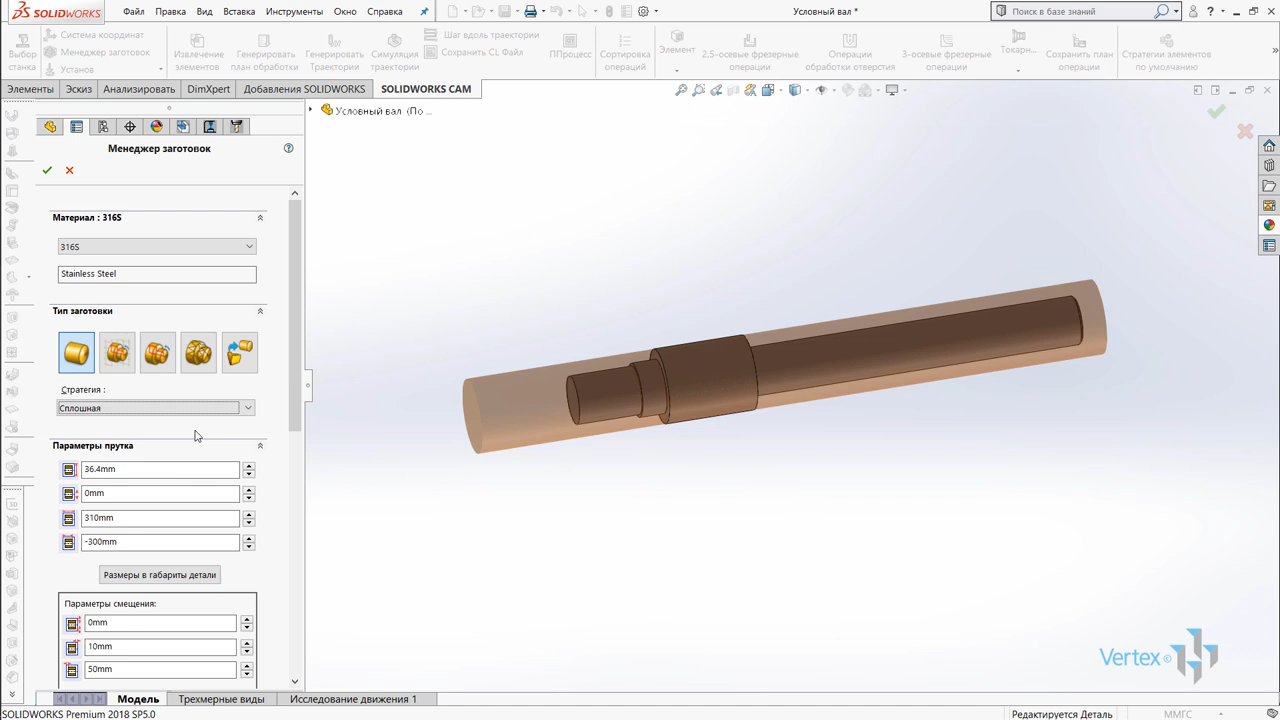 SOLIDWORKS
Файл Правка Вид Вставка Инструменты Окно Справка
Условный вал *
Поиск в базе знаний
Выбор станка
Система координат
Менеджер заготовок
Установ
Извлечение элементов
Генерировать план обработки
Генерировать Траектории
Симуляция траектории
Шаг вдоль траектории
Сохранить CL Файл
ППроцесс
Сортировка операций
Элемент
2.5-осевые фрезерные операции
Операции обработки отверстия
3-осевые фрезерные операции
Токарн...
Сохранить план операции
Стратегии элементов по умолчанию
Элементы Эскиз Анализировать DimXpert Добавления SOLIDWORKS SOLIDWORKS CAM
Условный вал (По ...
Менеджер заготовок
Материал : 316S
316S
Stainless Steel
Тип заготовки
Стратегия :
Сплошная
Параметры прутка
36.4mm
0mm
310mm
-300mm
Размеры в габариты детали
Параметры смещения:
0mm
10mm
50mm
Vertex ©
Модель Трехмерные виды Исследование движения 1
SOLIDWORKS Premium 2018 SP5.0
Редактируется Деталь
ММГС